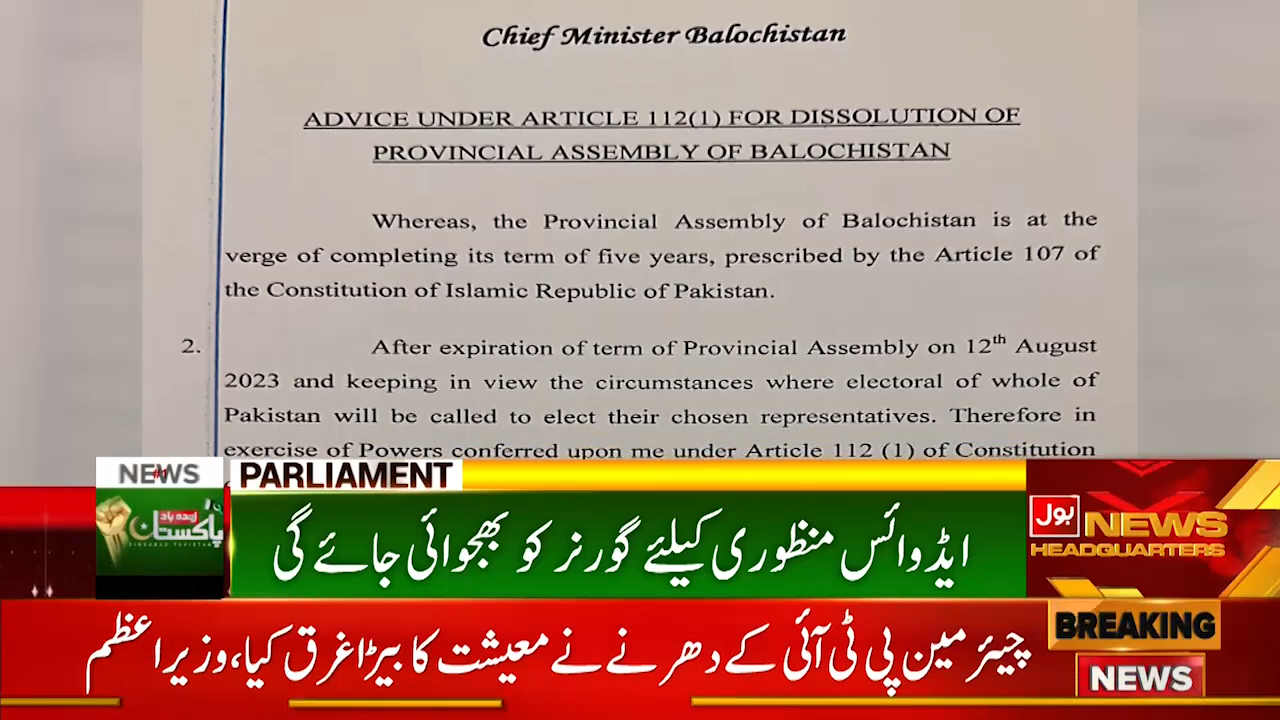 Chief Minister Balochistan
ADVICE UNDER ARTICLE 112(1) FOR DISSOLUTION OF
PROVINCIAL ASSEMBLY OF BALOCHISTAN
Whereas, the Provincial Assembly of Balochistan is at the
verge of completing its term of five years, prescribed by the Article 107 of
the Constitution of Islamic Republic of Pakistan.
2. After expiration of term of Provincial Assembly on 12th August
2023 and keeping in view the circumstances where electoral of whole of
Pakistan will be called to elect their chosen representatives. Therefore in
exercise of Powers conferred upon me under Article 112 (1) of Constitution
NEWS
PARLIAMENT
پاکستان
زندہ باد
ZINDABAD PAKISTAN
ایڈوائس منظوری کیلئے گورنر کو بھجوائی جائے گی
بول NEWS
HEADQUARTERS
چیئرمین پی ٹی آئی کے دھرنے نے معیشت کا بیڑا غرق کیا، وزیراعظم
BREAKING
NEWS